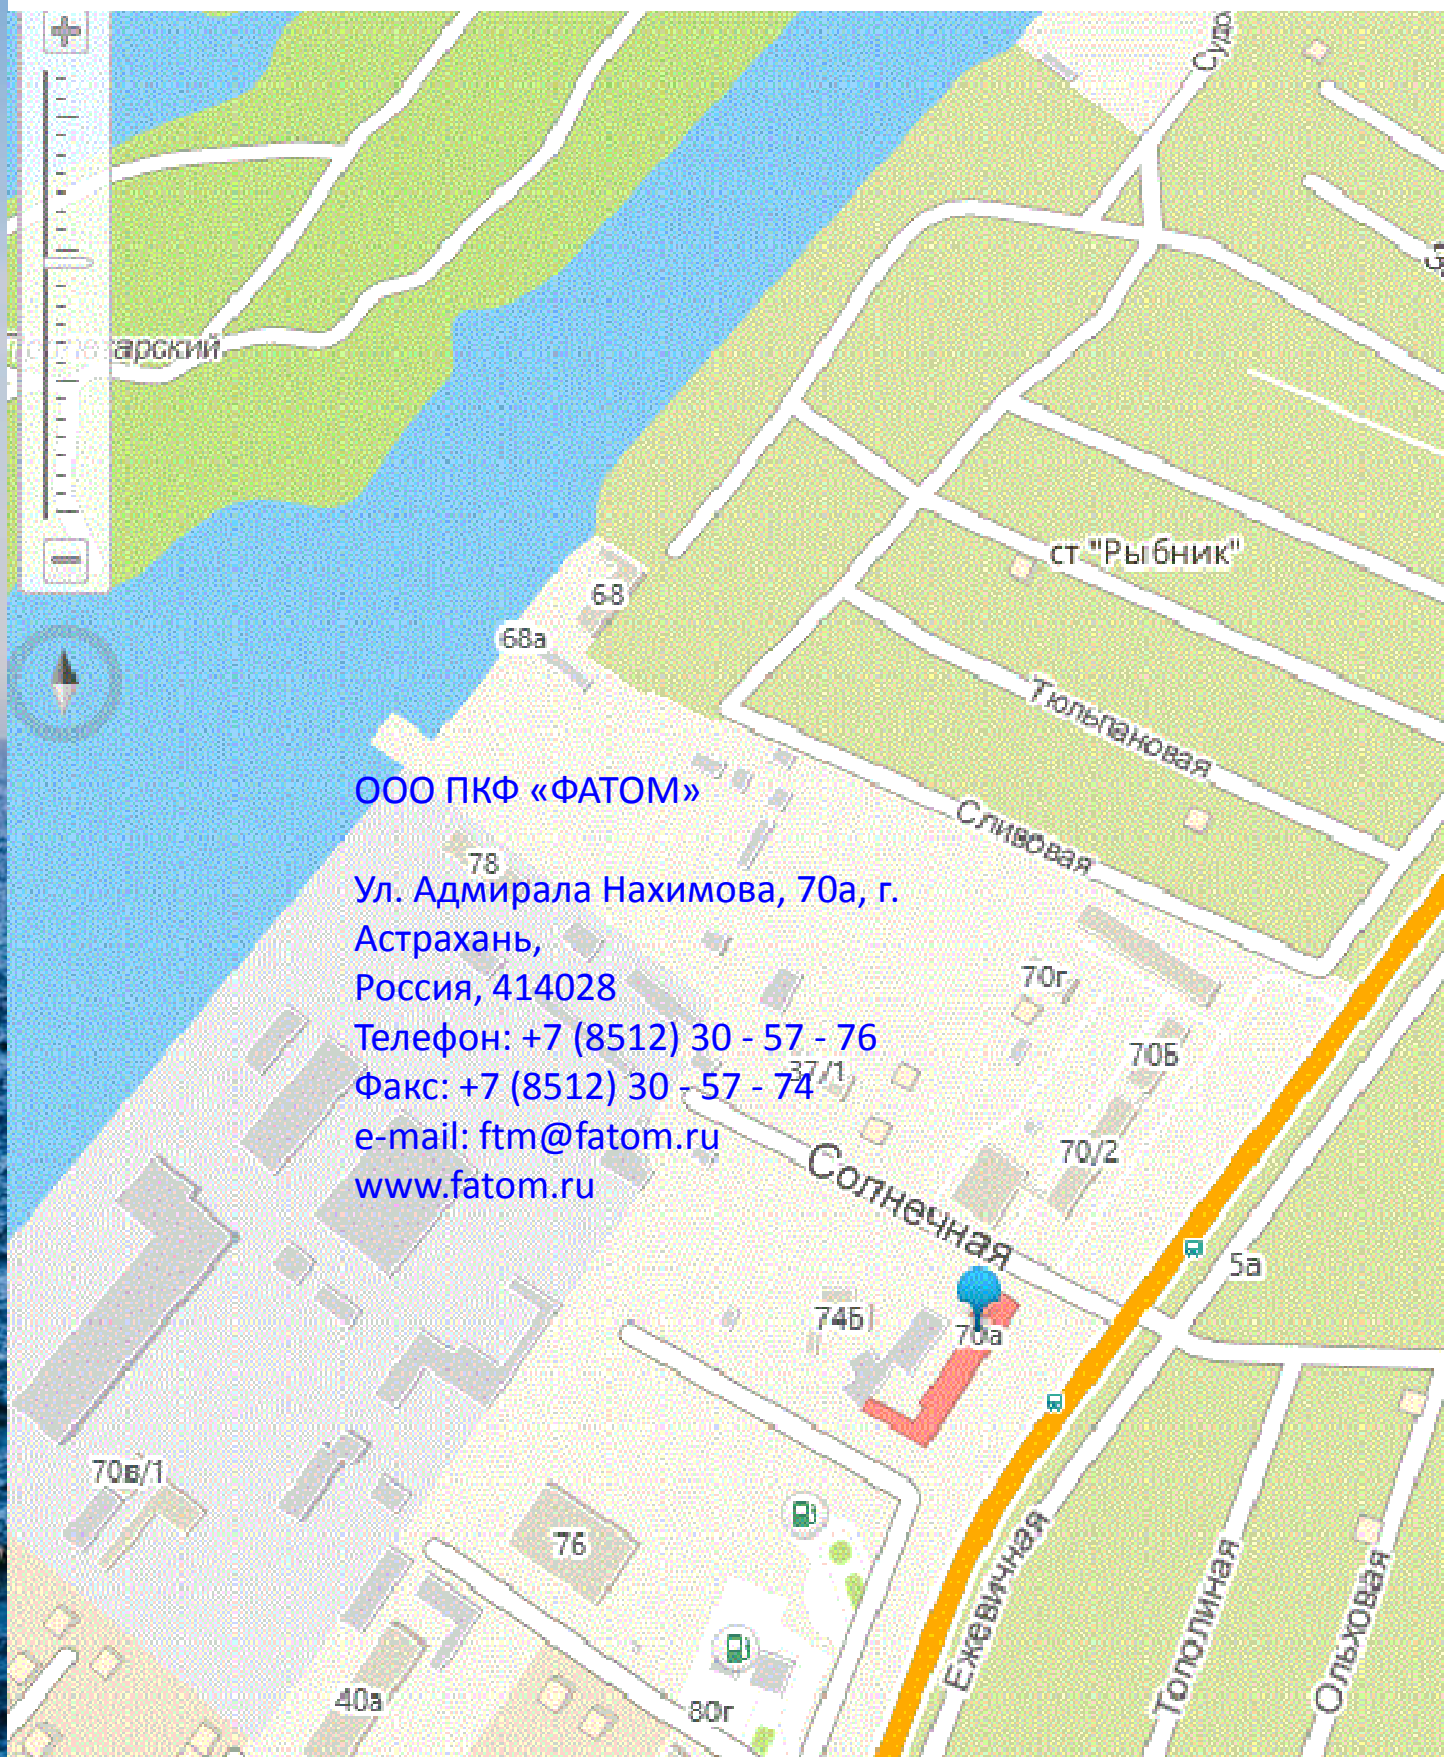 Судо
арский
ст "Рыбник"
68
68а
Тюльпановая
Сливовая
ООО ПКФ «ФАТОМ»
78
Ул. Адмирала Нахимова, 70а, г.
Астрахань,
Россия, 414028
Телефон: +7 (8512) 30 - 57 - 76
Факс: +7 (8512) 30 - 57 - 74
e-mail: ftm@fatom.ru
www.fatom.ru
70г
70Б
37/1
70/2
Солнечная
5а
74Б
70а
70в/1
76
Ежевичная
Тополиная
Ольховая
40а
80г